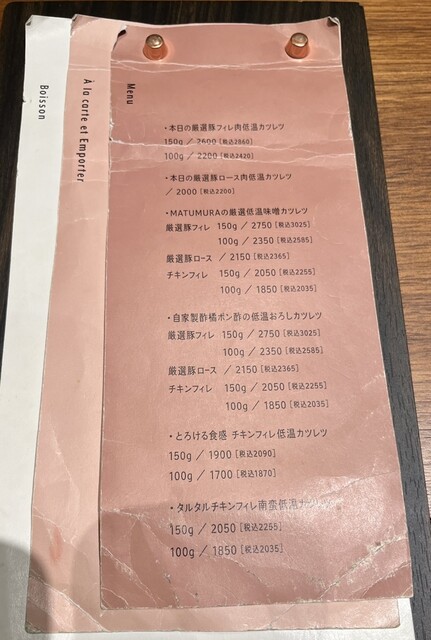 Boisson
À la carte et Emporter
Menu
・本日の厳選豚フィレ肉低温カツレツ
150g / 2600 [税込2860]
100g / 2200 [税込2420]
・本日の厳選豚ロース肉低温カツレツ
/ 2000 [税込2200]
・MATUMURAの厳選低温味噌カツレツ
厳選豚フィレ 150g / 2750 [税込3025]
100g / 2350 [税込2585]
厳選豚ロース / 2150 [税込2365]
チキンフィレ 150g / 2050 [税込2255]
100g / 1850 [税込2035]
・自家製酢橘ポン酢の低温おろしカツレツ
厳選豚フィレ 150g / 2750 [税込3025]
100g / 2350 [税込2585]
厳選豚ロース / 2150 [税込2365]
チキンフィレ 150g / 2050 [税込2255]
100g / 1850 [税込2035]
・とろける食感 チキンフィレ低温カツレツ
150g / 1900 [税込2090]
100g / 1700 [税込1870]
・タルタルチキンフィレ南蛮低温カツレツ
150g / 2050 [税込2255]
100g / 1850 [税込2035]